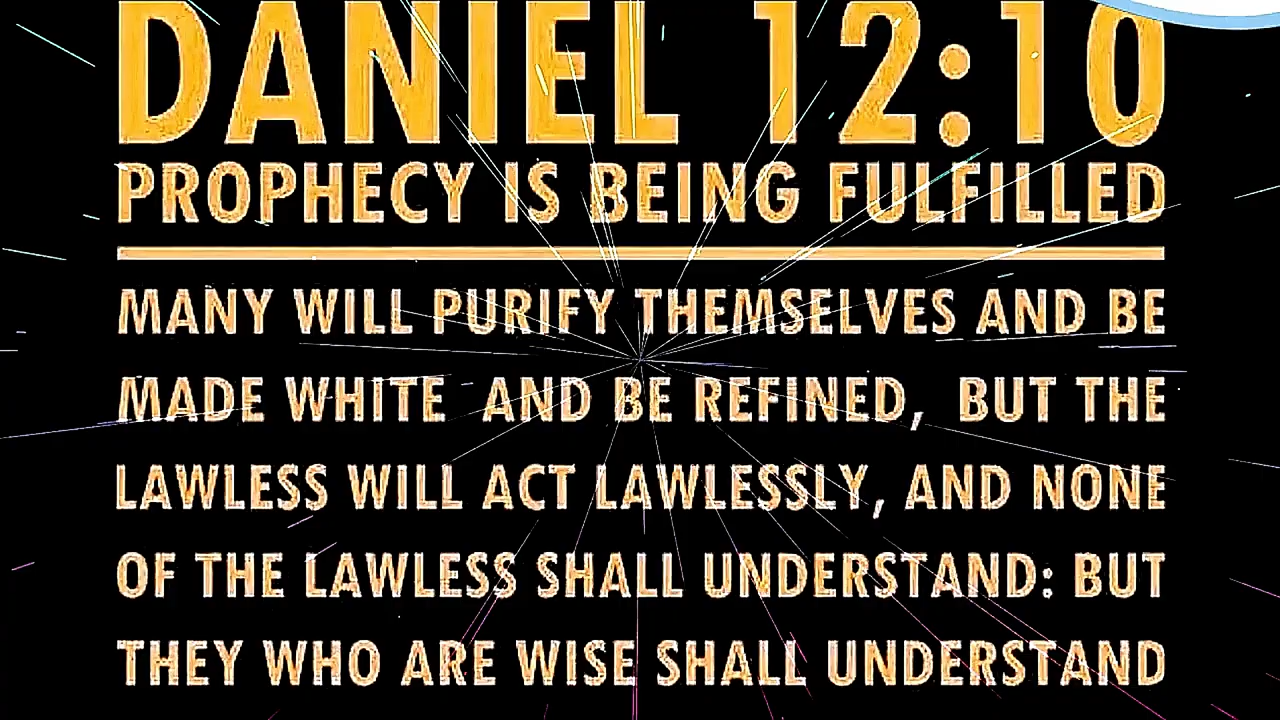 DANIEL 12:10
PROPHECY IS BEING FULFILLED
MANY WILL PURIFY THEMSELVES AND BE
MADE WHITE AND BE REFINED, BUT THE
LAWLESS WILL ACT LAWLESSLY, AND NONE
OF THE LAWLESS SHALL UNDERSTAND: BUT
THEY WHO ARE WISE SHALL UNDERSTAND